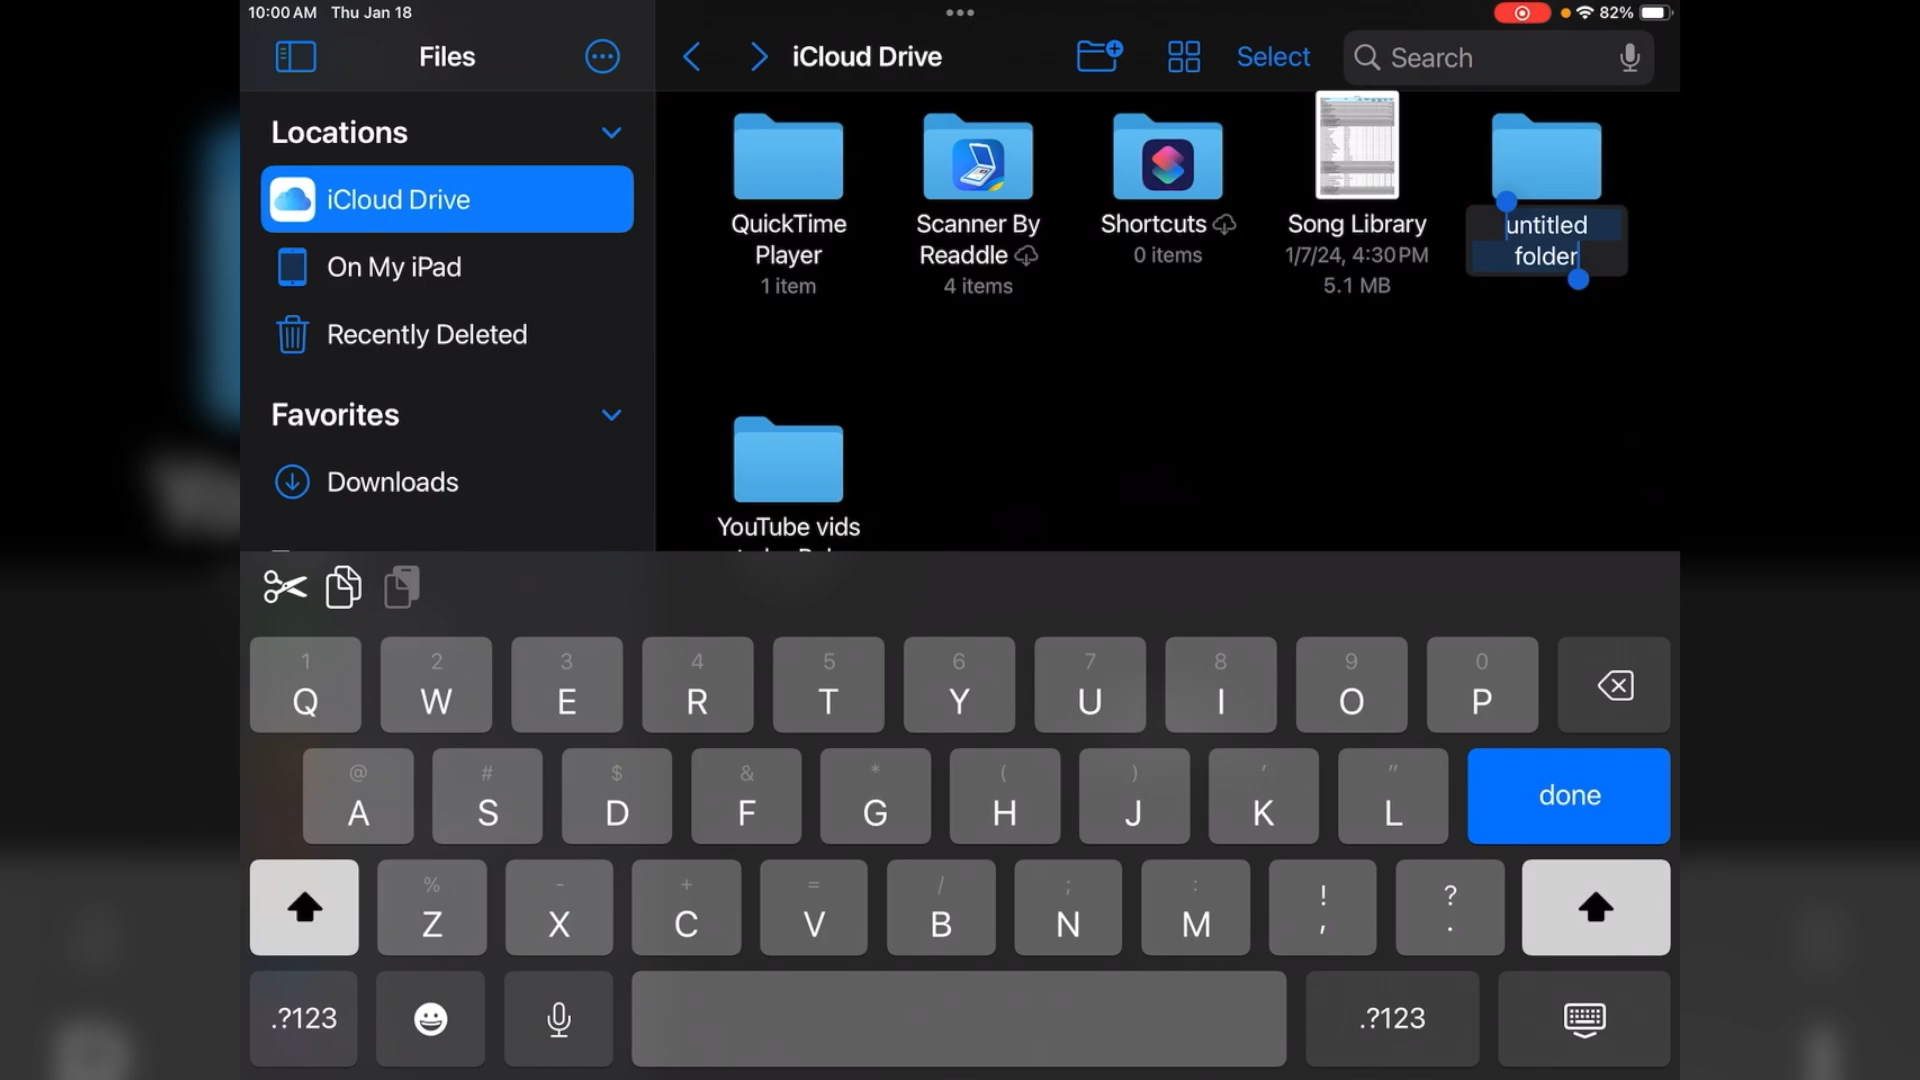 10:00 AM Thu Jan 18
82%
Files
iCloud Drive
Select
Search
Locations
iCloud Drive
On My iPad
Recently Deleted
Favorites
Downloads
QuickTime
Player
1 item
Scanner By
Readdle
4 items
Shortcuts
0 items
Song Library
1/7/24, 4:30 PM
5.1 MB
untitled
folder
YouTube vids
1 2 3 4 5 6 7 8 9 0
Q W E R T Y U I O P
@ # $ & * ( ) ' "
A S D F G H J K L done
% - + = / ; : ! ?
Z X C V B N M , .
.?123 .?123